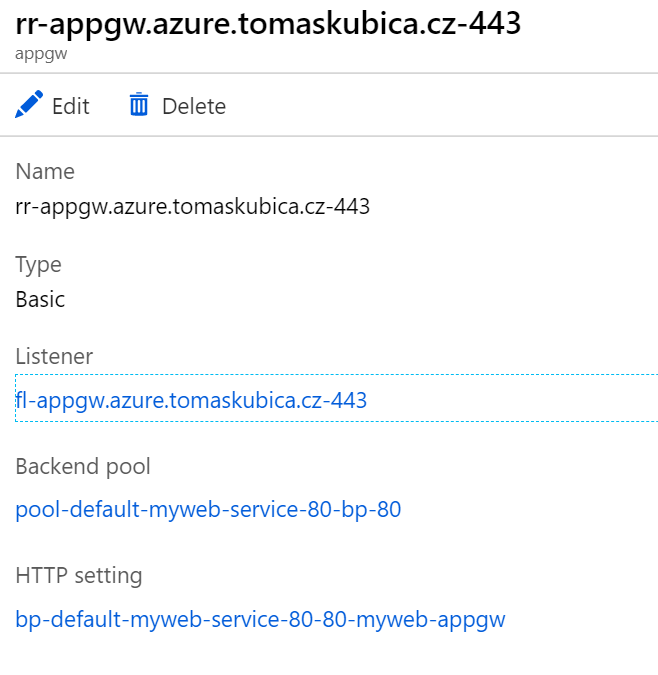 rr-appgw.azure.tomaskubica.cz-443
appgw
Edit Delete
Name
rr-appgw.azure.tomaskubica.cz-443
Type
Basic
Listener
fl-appgw.azure.tomaskubica.cz-443
Backend pool
pool-default-myweb-service-80-bp-80
HTTP setting
bp-default-myweb-service-80-80-myweb-appgw